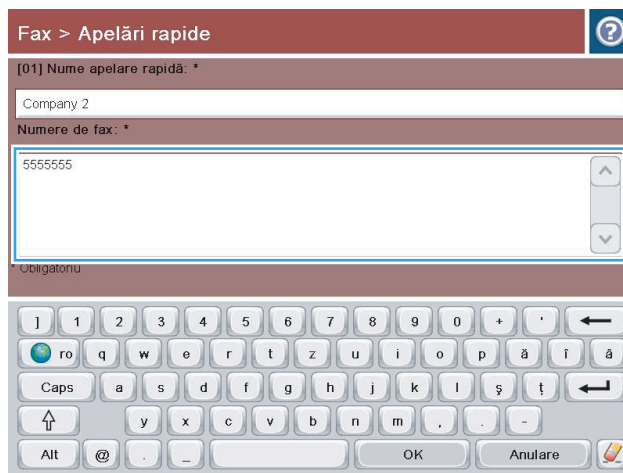 Fax > Apelări rapide
?
[01] Nume apelare rapidă: *
Company 2
Numere de fax: *
5555555
* Obligatoriu
] 1 2 3 4 5 6 7 8 9 0 + '
ro q w e r t z u i o p ă î â
Caps a s d f g h j k l ş ţ
y x c v b n m , . -
Alt @ . _ OK Anulare